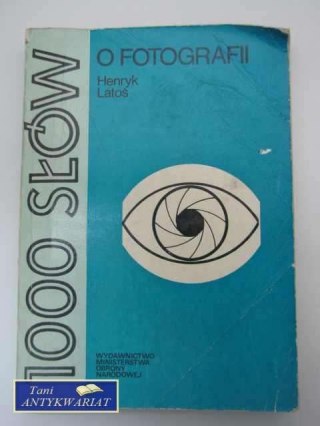 1000 SŁÓW
O FOTOGRAFII
Henryk
Latoś
WYDAWNICTWO
MINISTERSTWA
OBRONY
NARODOWEJ
Tani
ANTYKWARIAT